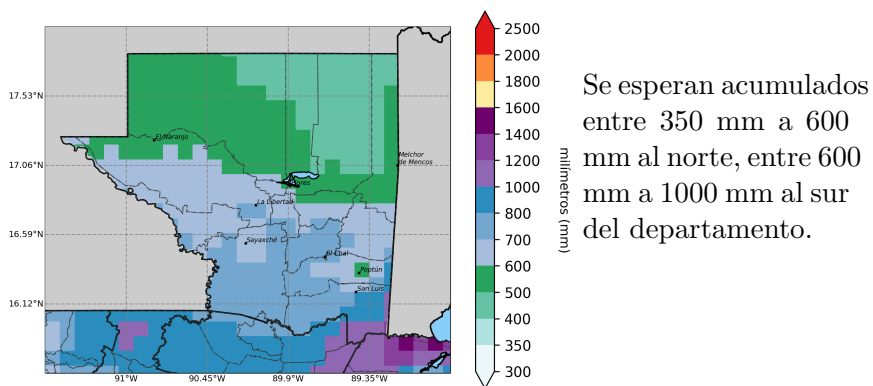 17.53°N
17.06°N
16.59°N
16.12°N
91°W
90.45°W
89.9°W
89.35°W
El Naranjo
Melchor
de Mencos
Flores
La Libertad
Sayaxché
El Chal
Poptún
San Luis
2500
2000
1600
1400
1200
1000
800
700
600
500
400
350
300
milímetros (mm)
Se esperan acumulados
entre 350 mm a 600
mm al norte, entre 600
mm a 1000 mm al sur
del departamento.